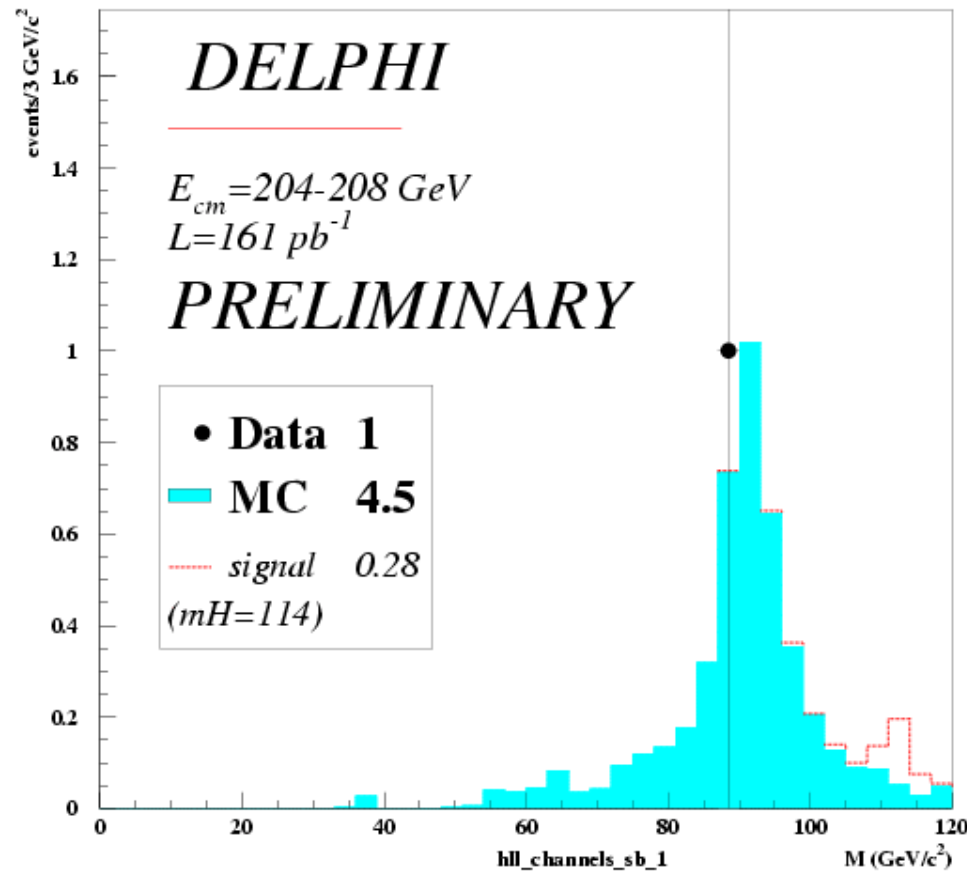 events/3 GeV/c²
1.6
1.4
1.2
1
0.8
0.6
0.4
0.2
0
DELPHI
E_cm=204-208 GeV
L=161 pb⁻¹
PRELIMINARY
Data 1
MC 4.5
signal 0.28
(mH=114)
0 20 40 60 80 100 120
hll_channels_sb_1 M (GeV/c²)